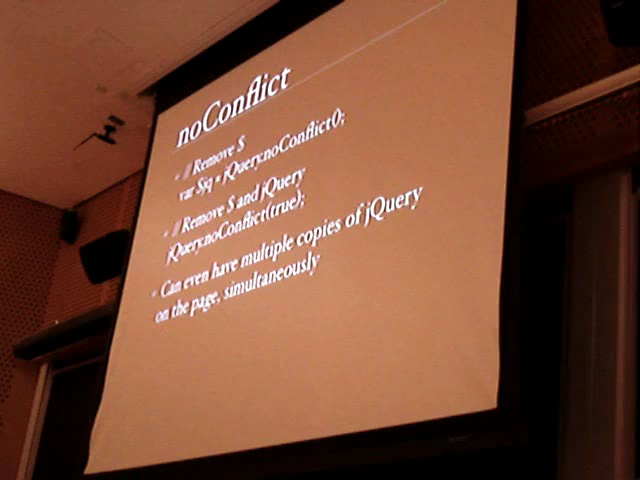 noConflict
• // Remove $
var $jq = jQuery.noConflict();
• // Remove $ and jQuery
jQuery.noConflict(true);
• Can even have multiple copies of jQuery
on the page, simultaneously